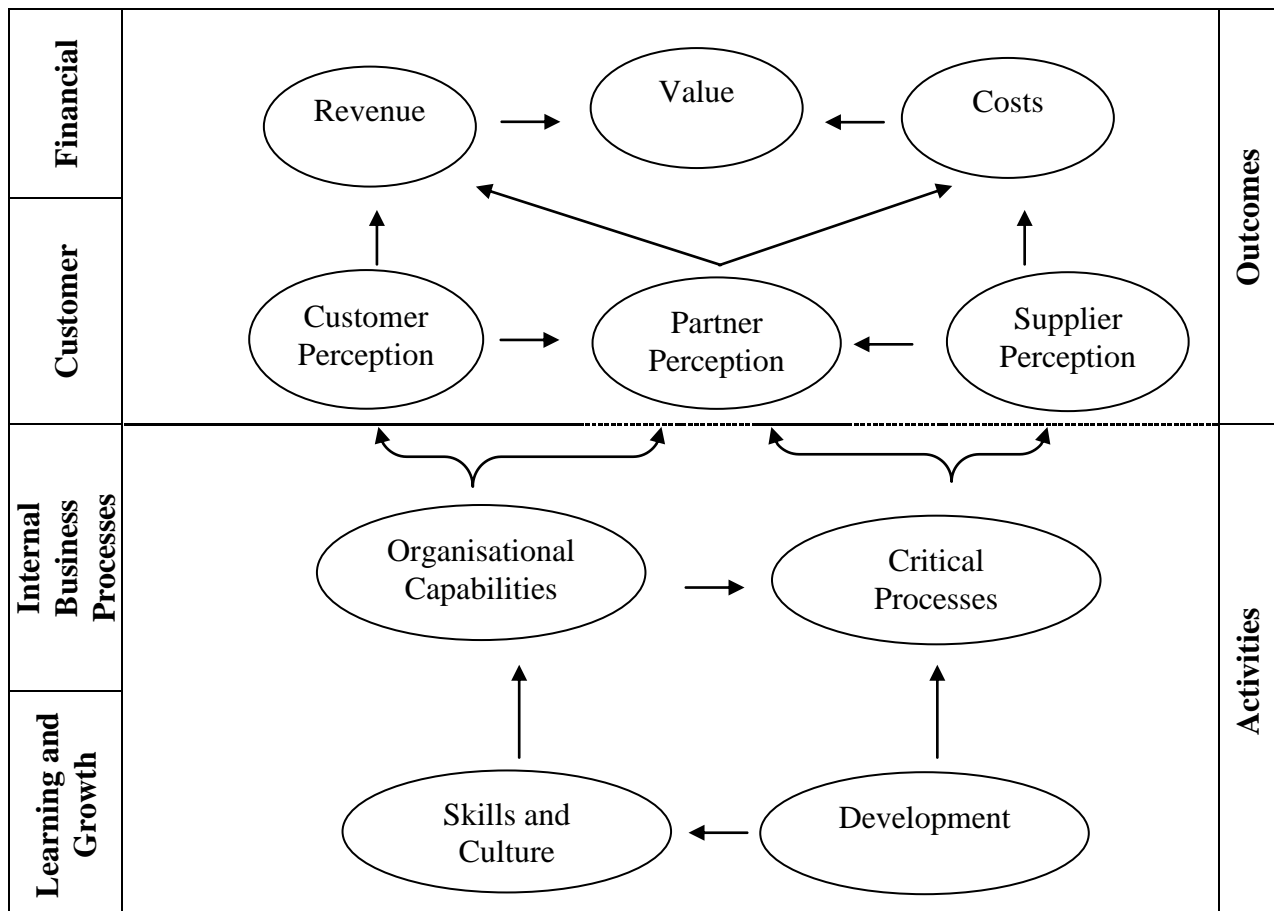 Financial
Revenue
Value
Costs
Outcomes
Customer
Customer
Perception
Partner
Perception
Supplier
Perception
Internal
Business
Processes
Organisational
Capabilities
Critical
Processes
Activities
Learning and
Growth
Skills and
Culture
Development